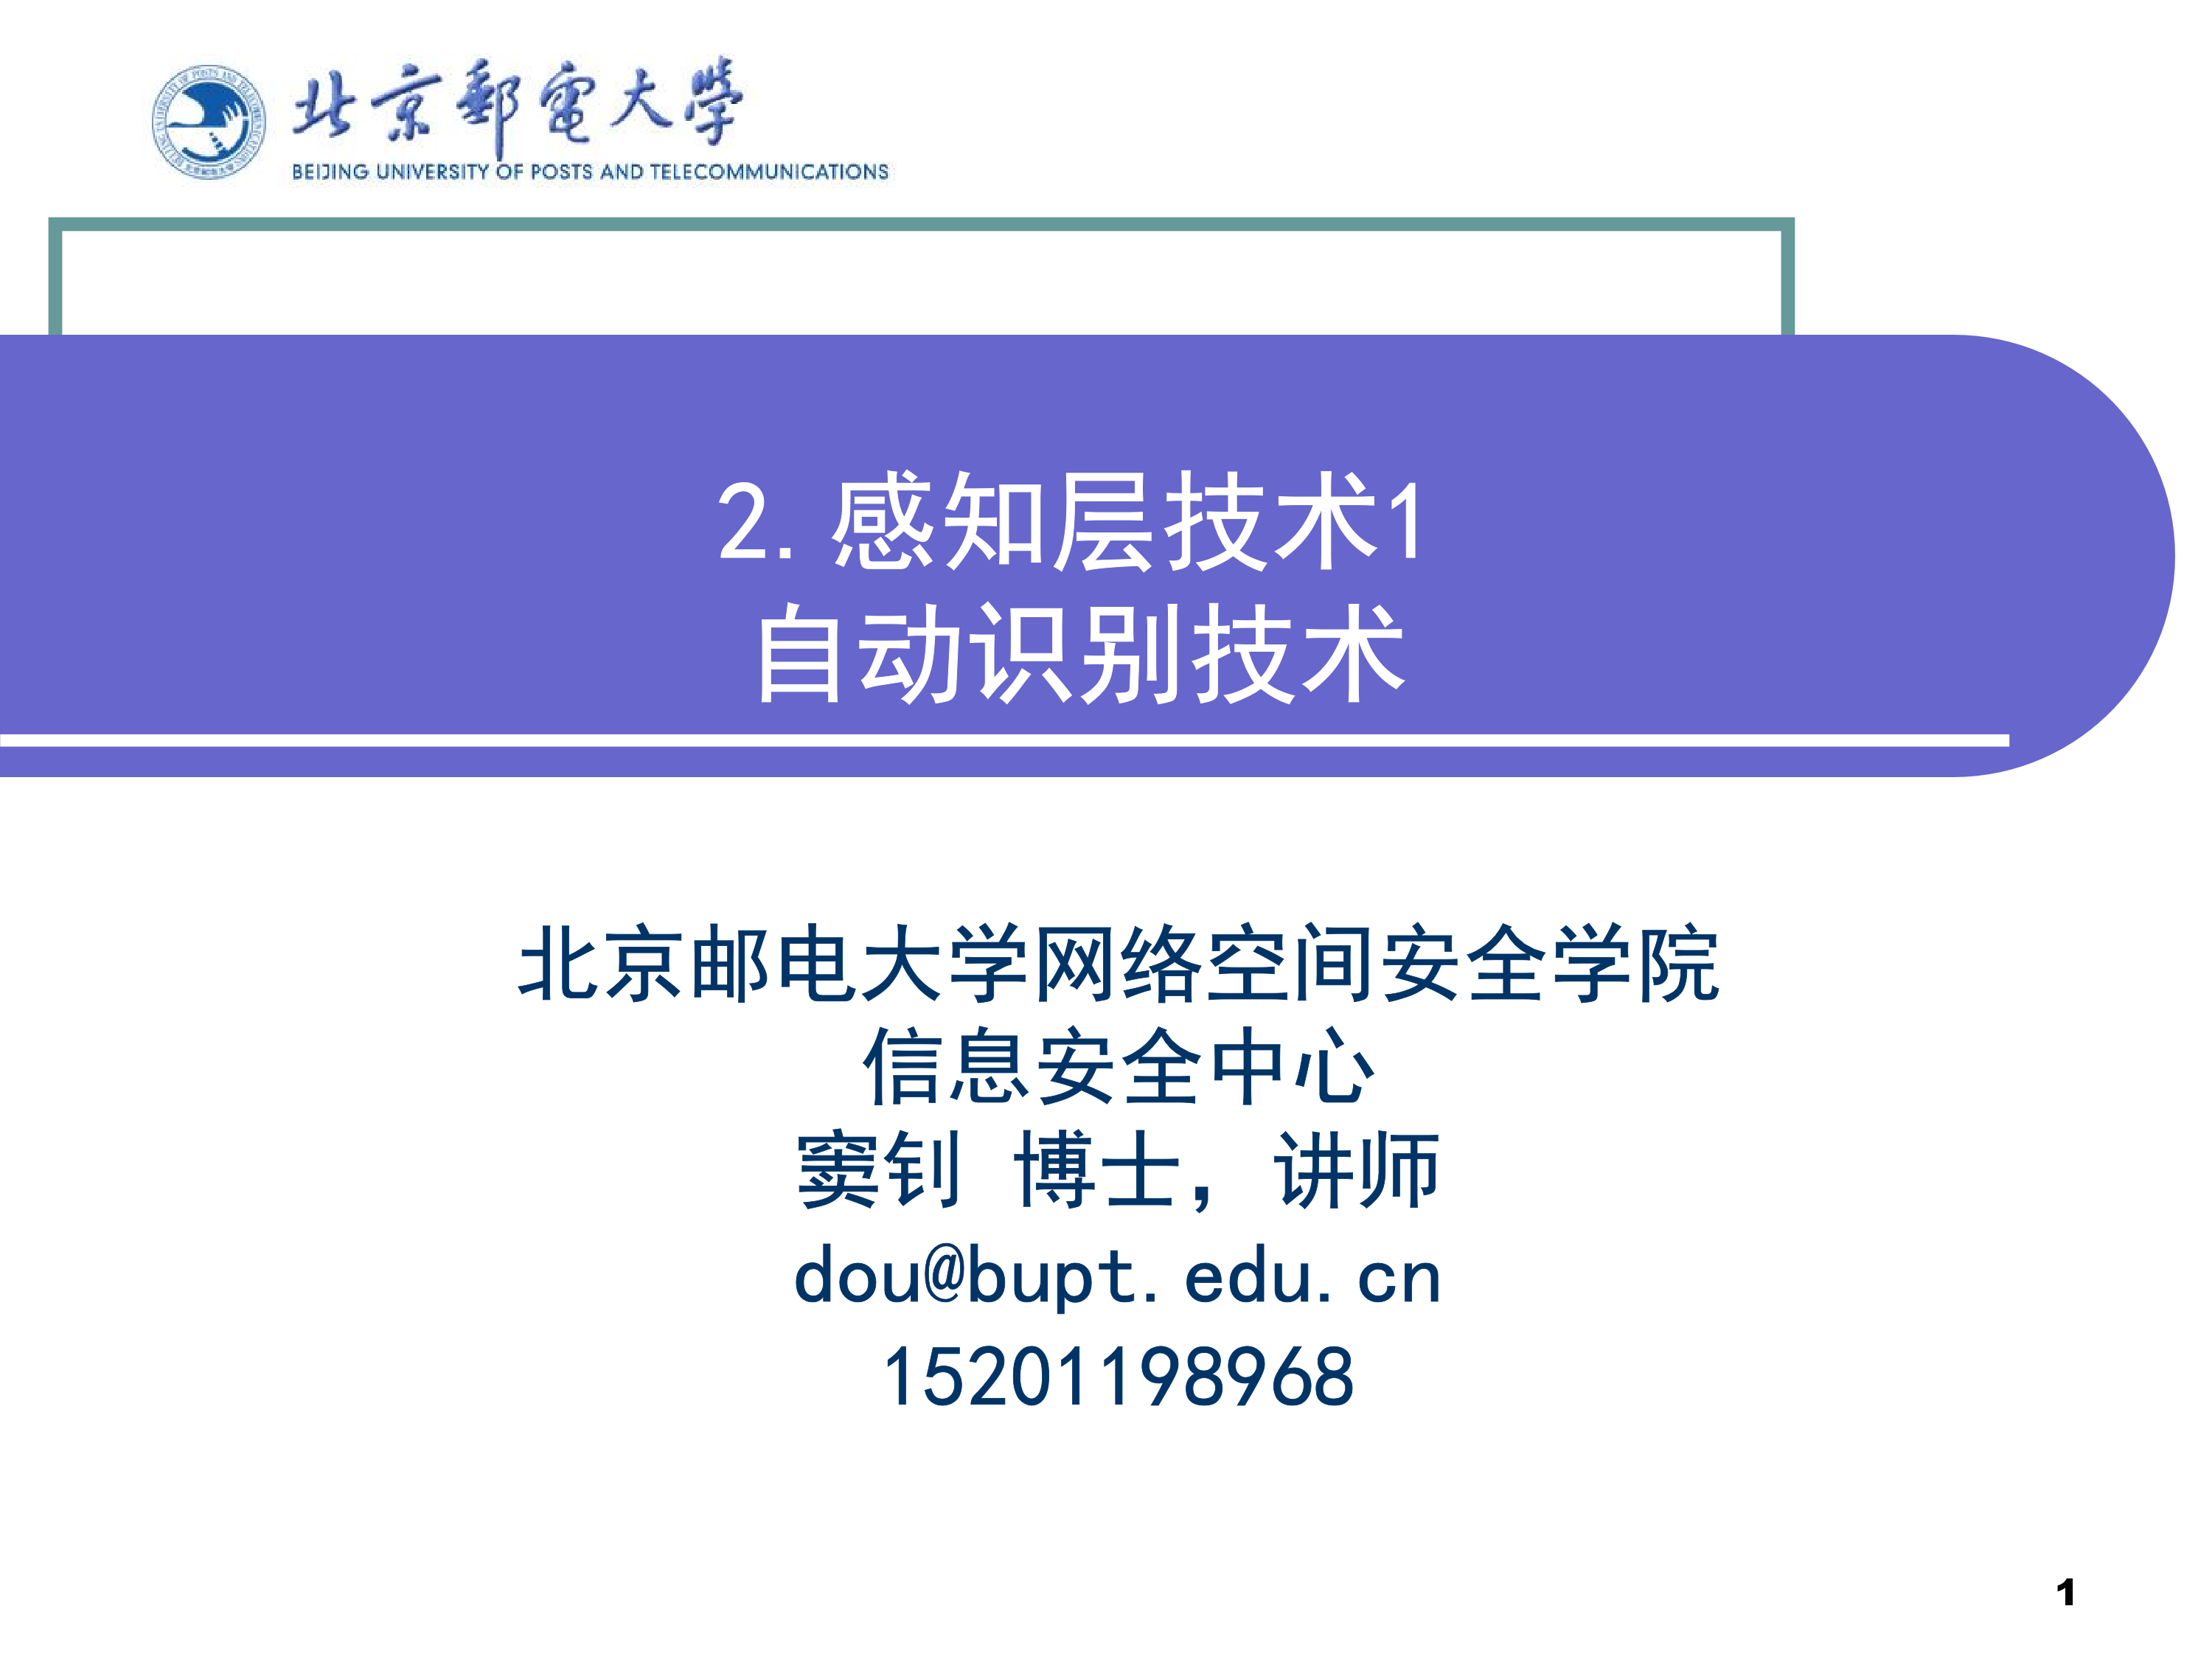 北京郵電大學
BEIJING UNIVERSITY OF POSTS AND TELECOMMUNICATIONS
2. 感知层技术1
自动识别技术
北京邮电大学网络空间安全学院
信息安全中心
窦钊 博士，讲师
dou@bupt.edu.cn
15201198968
1